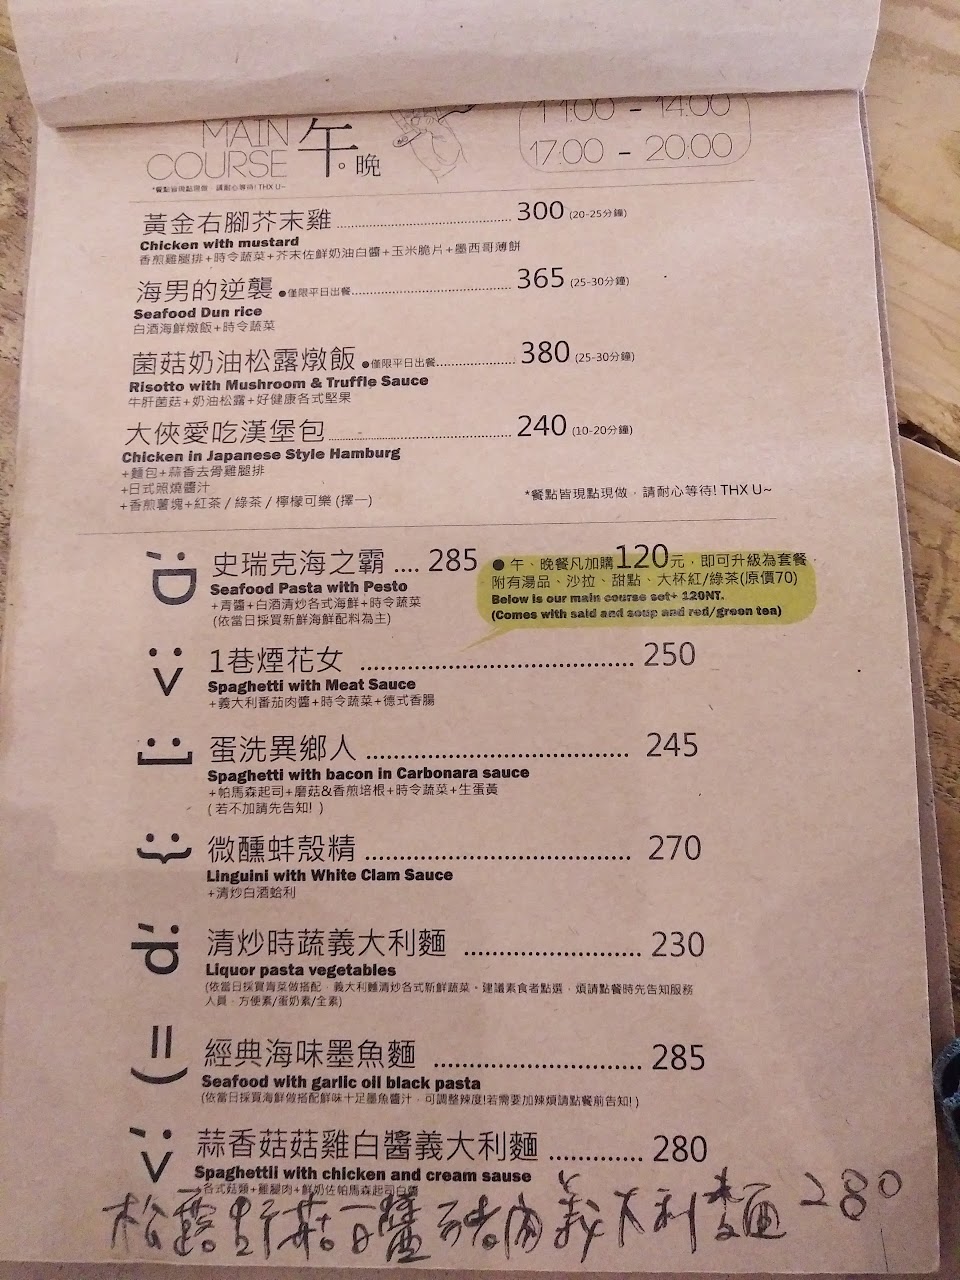 11:00 - 14:00
MAIN
COURSE 午。晚
17:00 - 20:00
*餐點皆現點現做，請耐心等待! THX U~
黃金右腳芥末雞 300 (20-25分鐘)
Chicken with mustard
香煎雞腿排+時令蔬菜+芥末佐鮮奶油白醬+玉米脆片+墨西哥薄餅
海男的逆襲 ●僅限平日出餐 365 (25-30分鐘)
Seafood Dun rice
白酒海鮮燉飯+時令蔬菜
菌菇奶油松露燉飯 ●僅限平日出餐 380 (25-30分鐘)
Risotto with Mushroom & Truffle Sauce
牛肝菌菇+奶油松露+好健康各式堅果
大俠愛吃漢堡包 240 (10-20分鐘)
Chicken in Japanese Style Hamburg
+麵包+蒜香去骨雞腿排
+日式照燒醬汁
+香煎薯塊+紅茶 / 綠茶 / 檸檬可樂 (擇一)
*餐點皆現點現做，請耐心等待! THX U~
;D 史瑞克海之霸 .... 285
Seafood Pasta with Pesto
+青醬+白酒清炒各式海鮮+時令蔬菜
(依當日採買新鮮海鮮配料為主)
● 午、晚餐凡加購120元，即可升級為套餐
附有湯品、沙拉、甜點、大杯紅/綠茶(原價70)
Below is our main course set+ 120NT.
(Comes with sald and soup and red/green tea)
:> 1巷煙花女 250
Spaghetti with Meat Sauce
+義大利番茄肉醬+時令蔬菜+德式香腸
:[ 蛋洗異鄉人 245
Spaghetti with bacon in Carbonara sauce
+帕馬森起司+磨菇&香煎培根+時令蔬菜+生蛋黃
( 若不加請先告知! )
:} 微醺蚌殼精 270
Linguini with White Clam Sauce
+清炒白酒蛤利
;d 清炒時蔬義大利麵 230
Liquor pasta vegetables
(依當日採買青菜做搭配，義大利麵清炒各式新鮮蔬菜。建議素食者點選，煩請點餐時先告知服務
人員，方便素/蛋奶素/全素)
=( 經典海味墨魚麵 285
Seafood with garlic oil black pasta
(依當日採買海鮮做搭配鮮味十足墨魚醬汁，可調整辣度!若需要加辣煩請點餐前告知! )
;> 蒜香菇菇雞白醬義大利麵 280
Spaghettii with chicken and cream sause
+各式菇類+雞腿肉+鮮奶佐帕馬森起司白醬
松露野菇白醬豬肉義大利麵 280